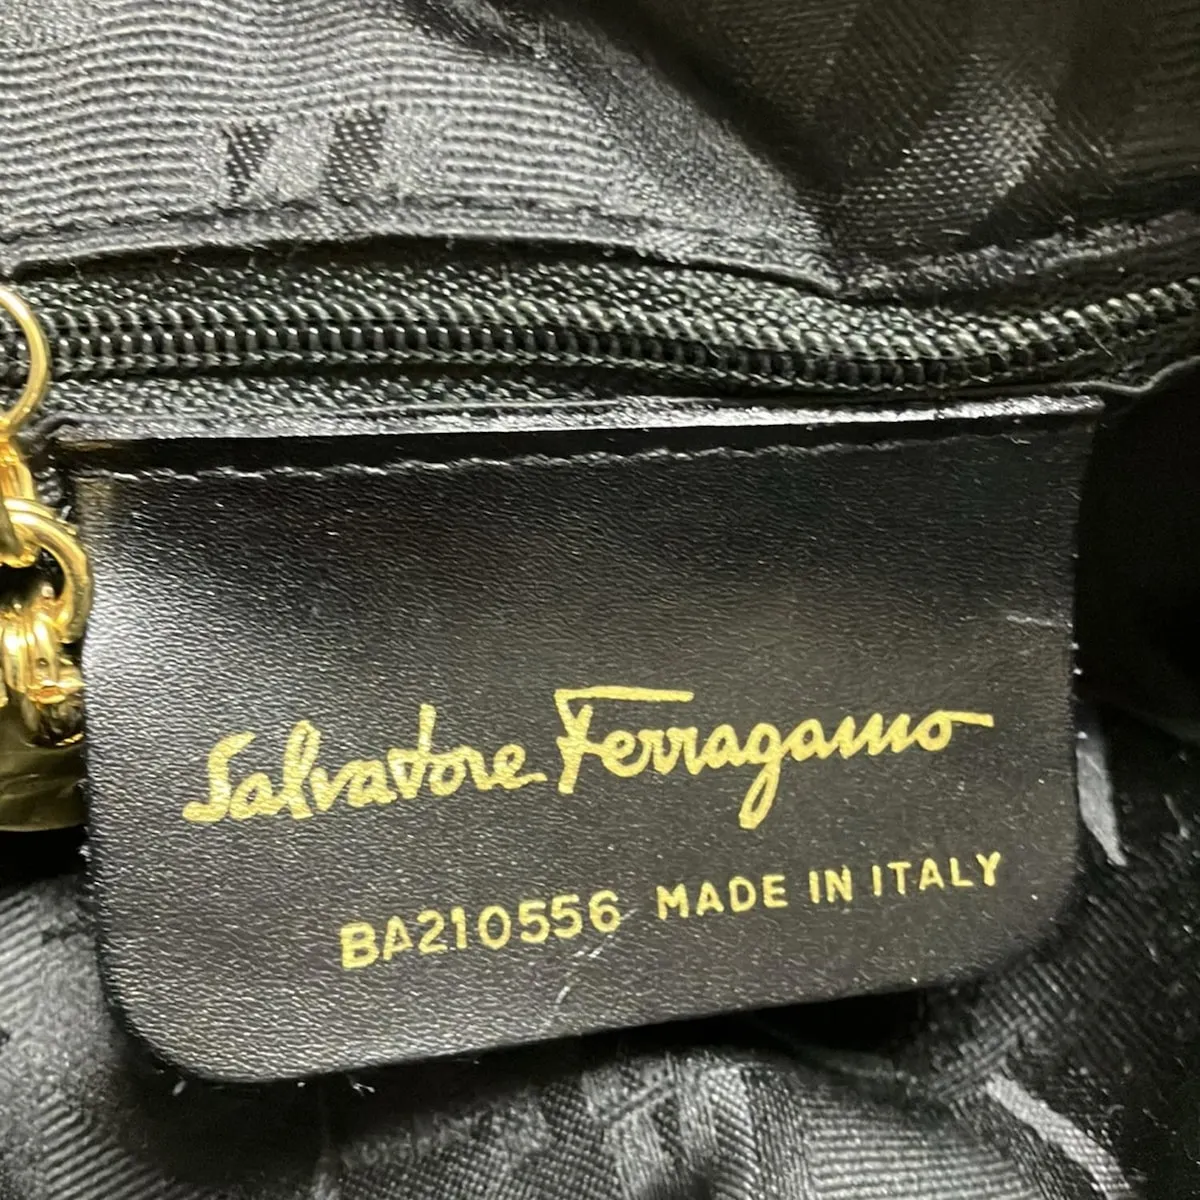 Salvatore Ferragamo
BA210556 MADE IN ITALY